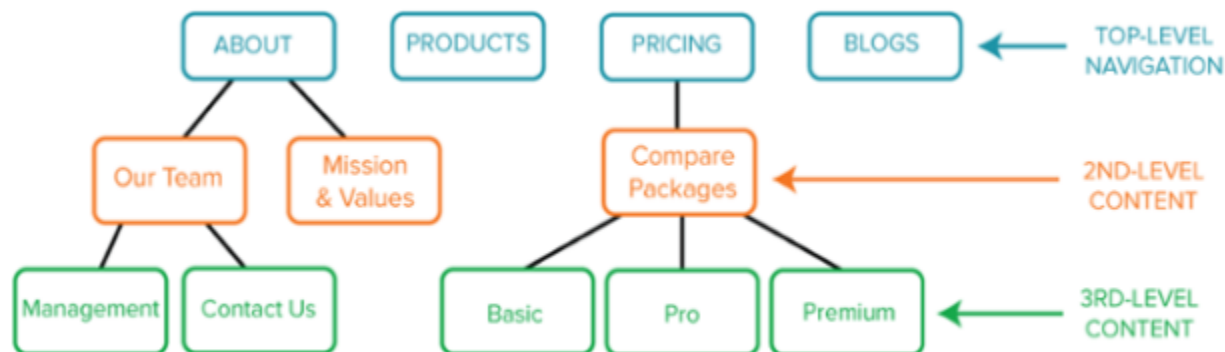 ABOUT
PRODUCTS
PRICING
BLOGS
TOP-LEVEL
NAVIGATION
Our Team
Mission
& Values
Compare
Packages
2ND-LEVEL
CONTENT
Management
Contact Us
Basic
Pro
Premium
3RD-LEVEL
CONTENT